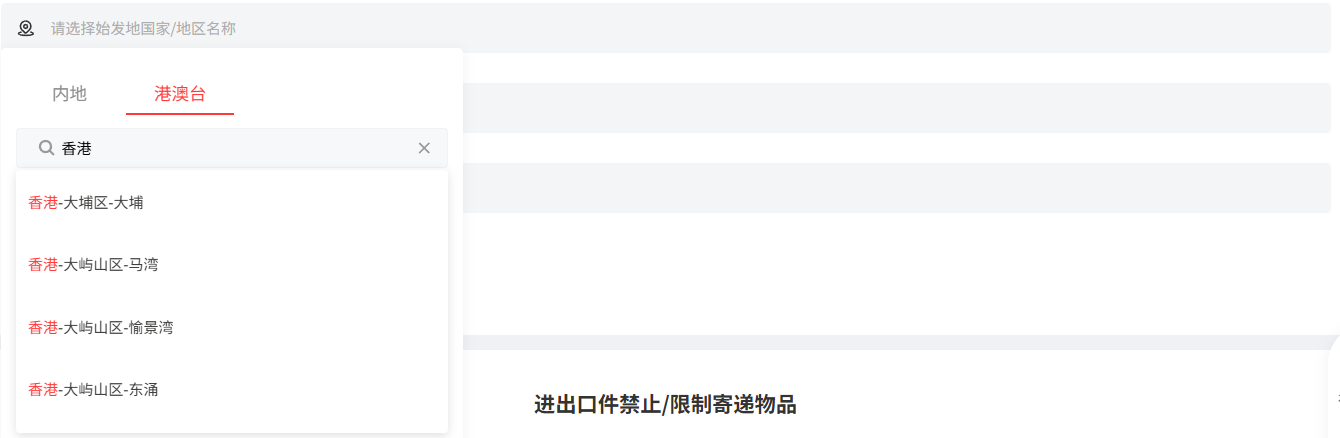 请选择始发地国家/地区名称
内地 港澳台
香港
香港-大埔区-大埔
香港-大屿山区-马湾
香港-大屿山区-愉景湾
香港-大屿山区-东涌
进出口件禁止/限制寄递物品